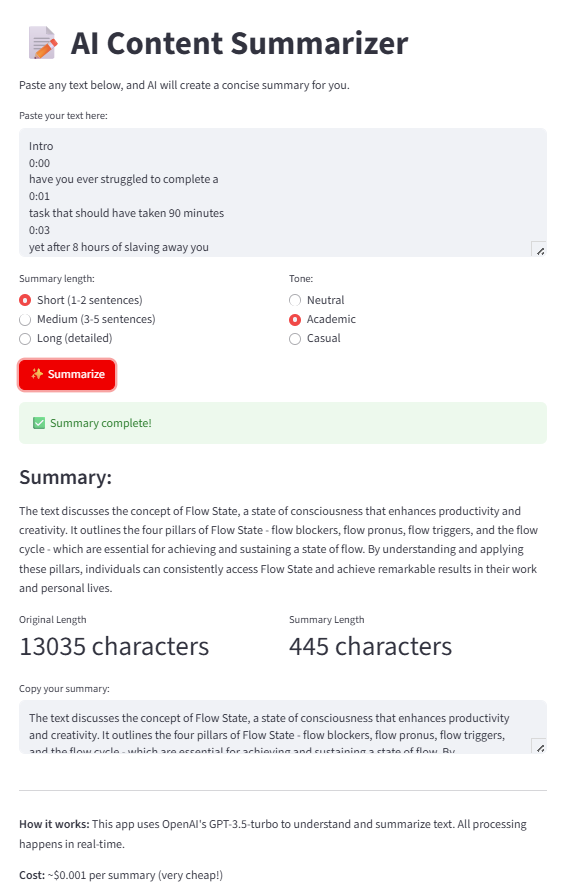 📝 AI Content Summarizer
Paste any text below, and AI will create a concise summary for you.
Paste your text here:
Intro
0:00
have you ever struggled to complete a
0:01
task that should have taken 90 minutes
0:03
yet after 8 hours of slaving away you
Summary length:
Tone:
Short (1-2 sentences)
Neutral
Medium (3-5 sentences)
Academic
Long (detailed)
Casual
✨ Summarize
✅ Summary complete!
Summary:
The text discusses the concept of Flow State, a state of consciousness that enhances productivity and
creativity. It outlines the four pillars of Flow State - flow blockers, flow pronus, flow triggers, and the flow
cycle - which are essential for achieving and sustaining a state of flow. By understanding and applying
these pillars, individuals can consistently access Flow State and achieve remarkable results in their work
and personal lives.
Original Length
Summary Length
13035 characters
445 characters
Copy your summary:
The text discusses the concept of Flow State, a state of consciousness that enhances productivity
and creativity. It outlines the four pillars of Flow State - flow blockers, flow pronus, flow triggers,
and the flow cycle - which are essential for achieving and sustaining a state of flow. By
How it works: This app uses OpenAI's GPT-3.5-turbo to understand and summarize text. All processing
happens in real-time.
Cost: ~$0.001 per summary (very cheap!)